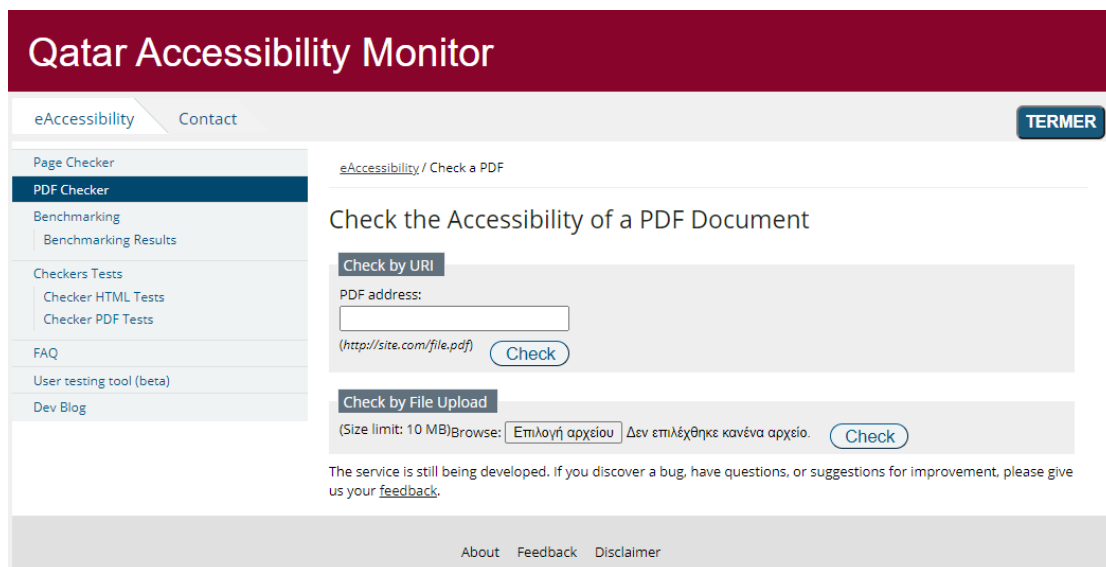 Qatar Accessibility Monitor
eAccessibility Contact
TERMER
Page Checker
PDF Checker
Benchmarking
Benchmarking Results
Checkers Tests
Checker HTML Tests
Checker PDF Tests
FAQ
User testing tool (beta)
Dev Blog
eAccessibility / Check a PDF
Check the Accessibility of a PDF Document
Check by URI
PDF address:
(http://site.com/file.pdf) Check
Check by File Upload
(Size limit: 10 MB)Browse: Επιλογή αρχείου Δεν επιλέχθηκε κανένα αρχείο. Check
The service is still being developed. If you discover a bug, have questions, or suggestions for improvement, please give
us your feedback.
About Feedback Disclaimer